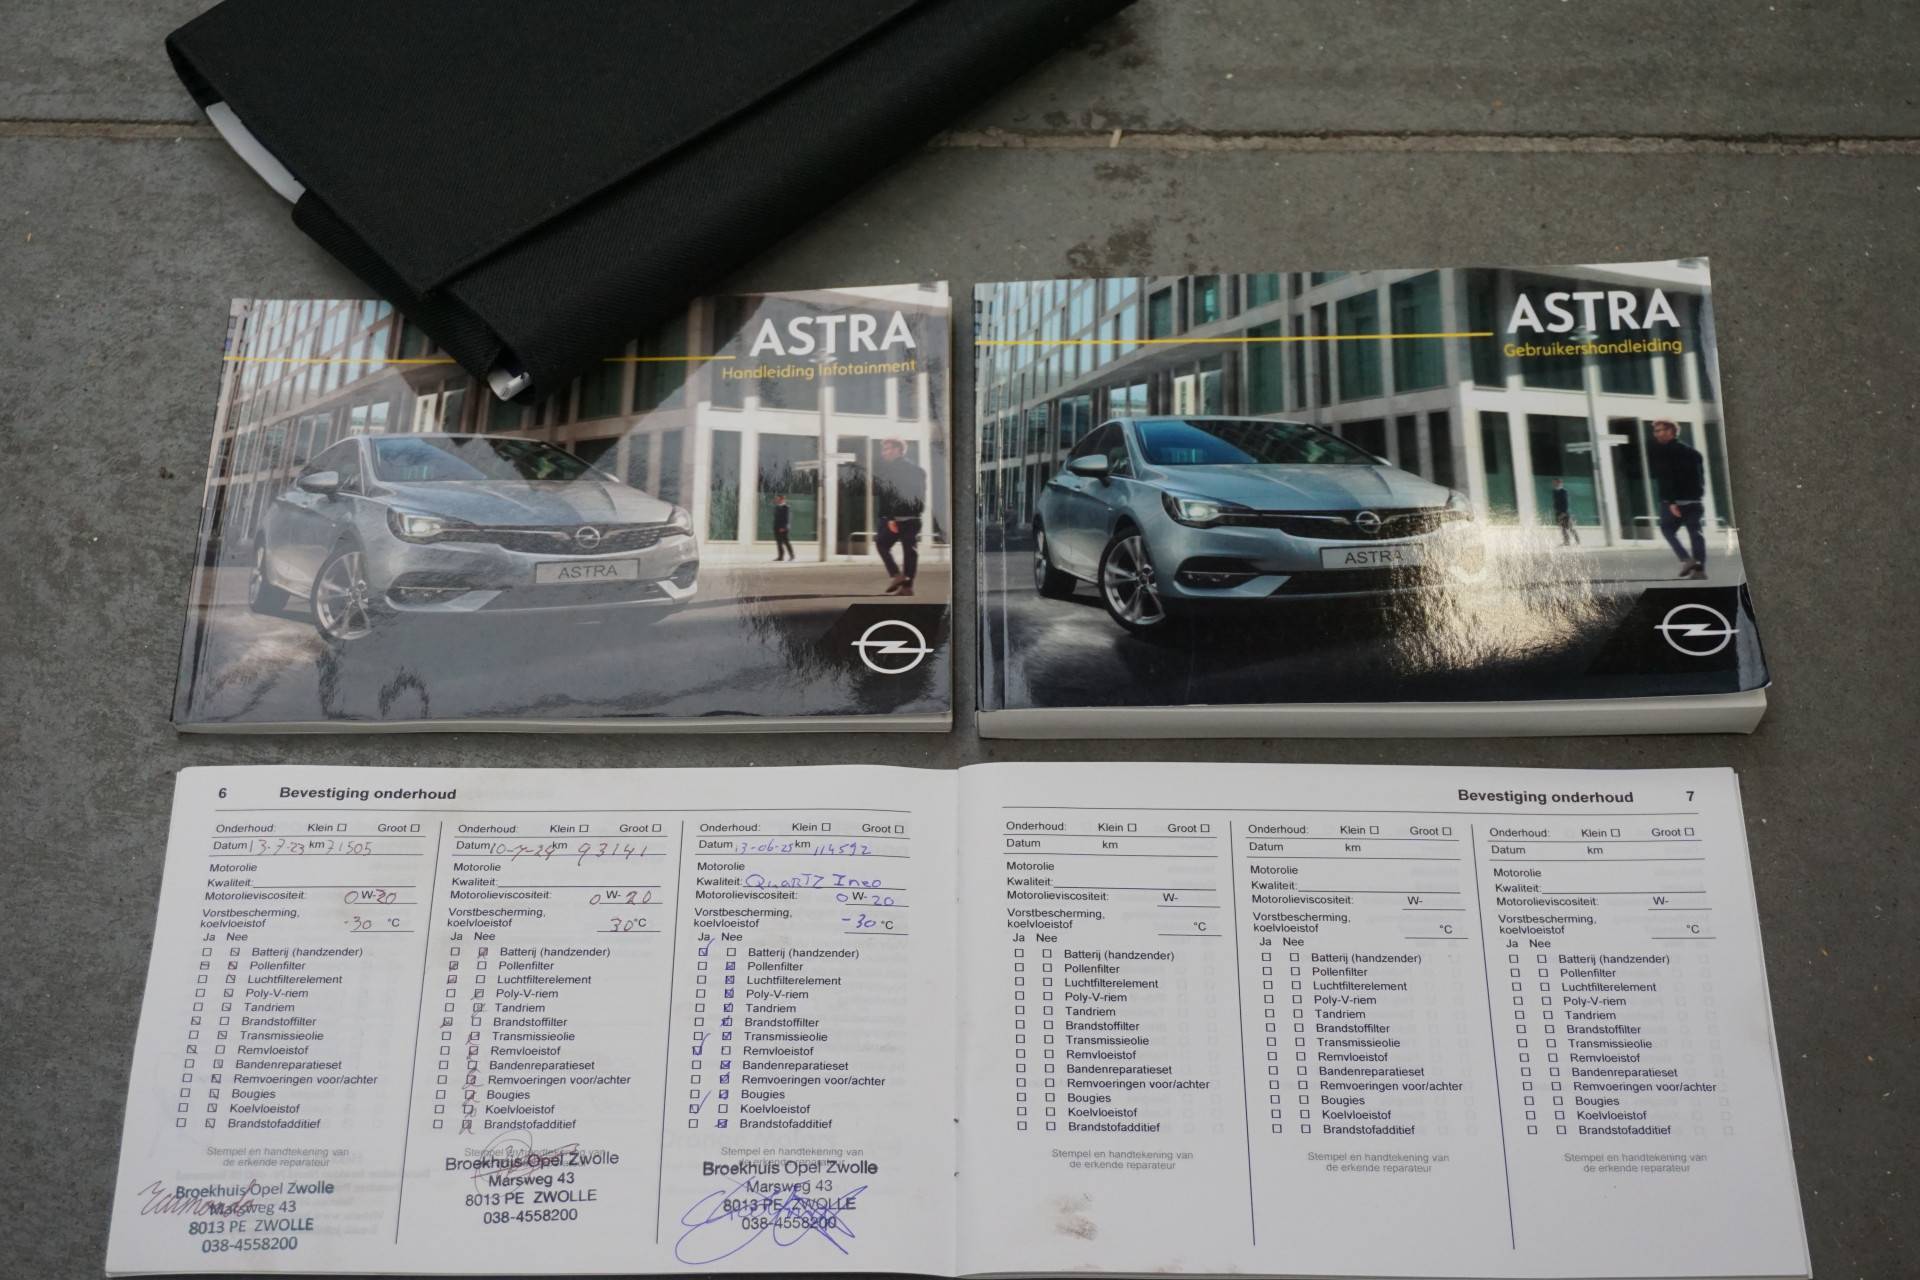 ASTRA
Handleiding Infotainment
ASTRA
ASTRA
Gebruikershandleiding
ASTRA
6 Bevestiging onderhoud
Onderhoud: Klein ☐ Groot ☐
Datum 13-7-23 km 71505
Motorolie
Kwaliteit:
Motorolieviscositeit: 0 W-20
Vorstbescherming,
koelvloeistof -30 °C
Ja Nee
Batterij (handzender)
Pollenfilter
Luchtfilterelement
Poly-V-riem
Tandriem
Brandstoffilter
Transmissieolie
Remvloeistof
Bandenreparatieset
Remvoeringen voor/achter
Bougies
Koelvloeistof
Brandstofadditief
Stempel en handtekening van
de erkende reparateur
Broekhuis Opel Zwolle
Marsweg 43
8013 PE ZWOLLE
038-4558200
Onderhoud: Klein ☐ Groot ☐
Datum 10-7-24 km 93141
Motorolie
Kwaliteit:
Motorolieviscositeit: 0 W-20
Vorstbescherming,
koelvloeistof 30 °C
Ja Nee
Batterij (handzender)
Pollenfilter
Luchtfilterelement
Poly-V-riem
Tandriem
Brandstoffilter
Transmissieolie
Remvloeistof
Bandenreparatieset
Remvoeringen voor/achter
Bougies
Koelvloeistof
Brandstofadditief
Stempel en handtekening van
de erkende reparateur
Broekhuis Opel Zwolle
Marsweg 43
8013 PE ZWOLLE
038-4558200
Onderhoud: Klein ☐ Groot ☐
Datum 13-06-25 km 114592
Motorolie
Kwaliteit: QuaRTZ Ineo
Motorolieviscositeit: 0 W-20
Vorstbescherming,
koelvloeistof -30 °C
Ja Nee
Batterij (handzender)
Pollenfilter
Luchtfilterelement
Poly-V-riem
Tandriem
Brandstoffilter
Transmissieolie
Remvloeistof
Bandenreparatieset
Remvoeringen voor/achter
Bougies
Koelvloeistof
Brandstofadditief
Stempel en handtekening van
de erkende reparateur
Broekhuis Opel Zwolle
Marsweg 43
8013 PE ZWOLLE
038-4558200
Bevestiging onderhoud 7
Onderhoud: Klein ☐ Groot ☐
Datum km
Motorolie
Kwaliteit:
Motorolieviscositeit: W-
Vorstbescherming,
koelvloeistof °C
Ja Nee
Batterij (handzender)
Pollenfilter
Luchtfilterelement
Poly-V-riem
Tandriem
Brandstoffilter
Transmissieolie
Remvloeistof
Bandenreparatieset
Remvoeringen voor/achter
Bougies
Koelvloeistof
Brandstofadditief
Stempel en handtekening van
de erkende reparateur
Onderhoud: Klein ☐ Groot ☐
Datum km
Motorolie
Kwaliteit:
Motorolieviscositeit: W-
Vorstbescherming,
koelvloeistof °C
Ja Nee
Batterij (handzender)
Pollenfilter
Luchtfilterelement
Poly-V-riem
Tandriem
Brandstoffilter
Transmissieolie
Remvloeistof
Bandenreparatieset
Remvoeringen voor/achter
Bougies
Koelvloeistof
Brandstofadditief
Stempel en handtekening van
de erkende reparateur
Onderhoud: Klein ☐ Groot ☐
Datum km
Motorolie
Kwaliteit:
Motorolieviscositeit: W-
Vorstbescherming,
koelvloeistof °C
Ja Nee
Batterij (handzender)
Pollenfilter
Luchtfilterelement
Poly-V-riem
Tandriem
Brandstoffilter
Transmissieolie
Remvloeistof
Bandenreparatieset
Remvoeringen voor/achter
Bougies
Koelvloeistof
Brandstofadditief
Stempel en handtekening van
de erkende reparateur